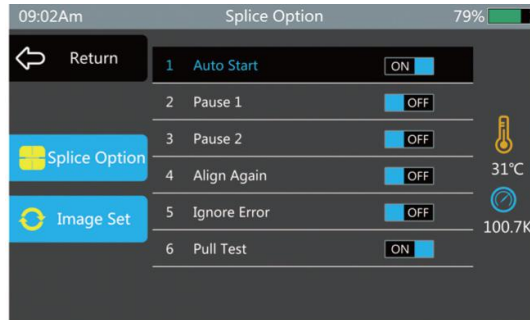 09:02Am Splice Option 79%
Return
1 Auto Start ON
2 Pause 1 OFF
3 Pause 2 OFF
Splice Option
4 Align Again OFF
31℃
Image Set
5 Ignore Error OFF
100.7K
6 Pull Test ON